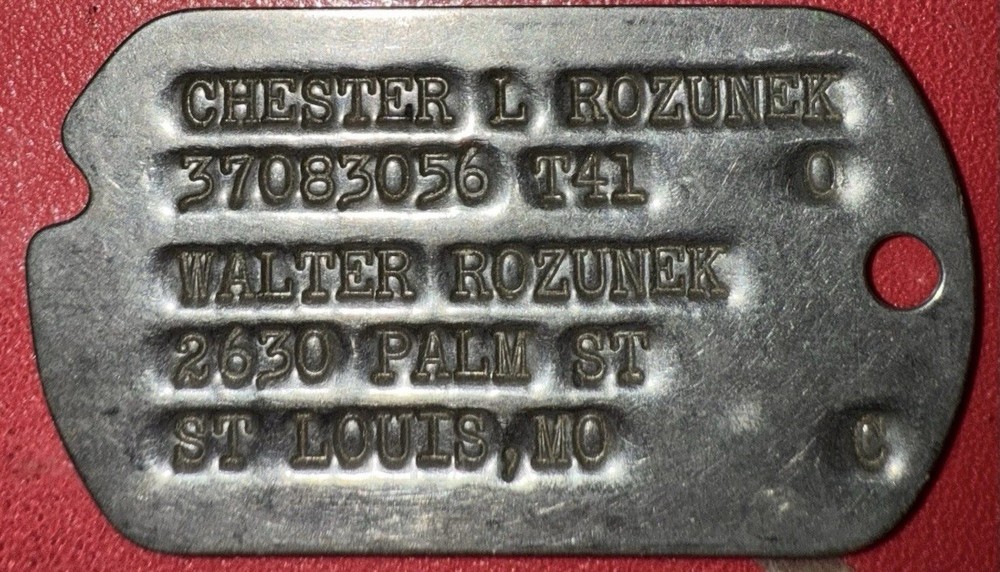 CHESTER L ROZUNEK
37083056 T41 O
WALTER ROZUNEK
2630 PALM ST
ST LOUIS,MO C